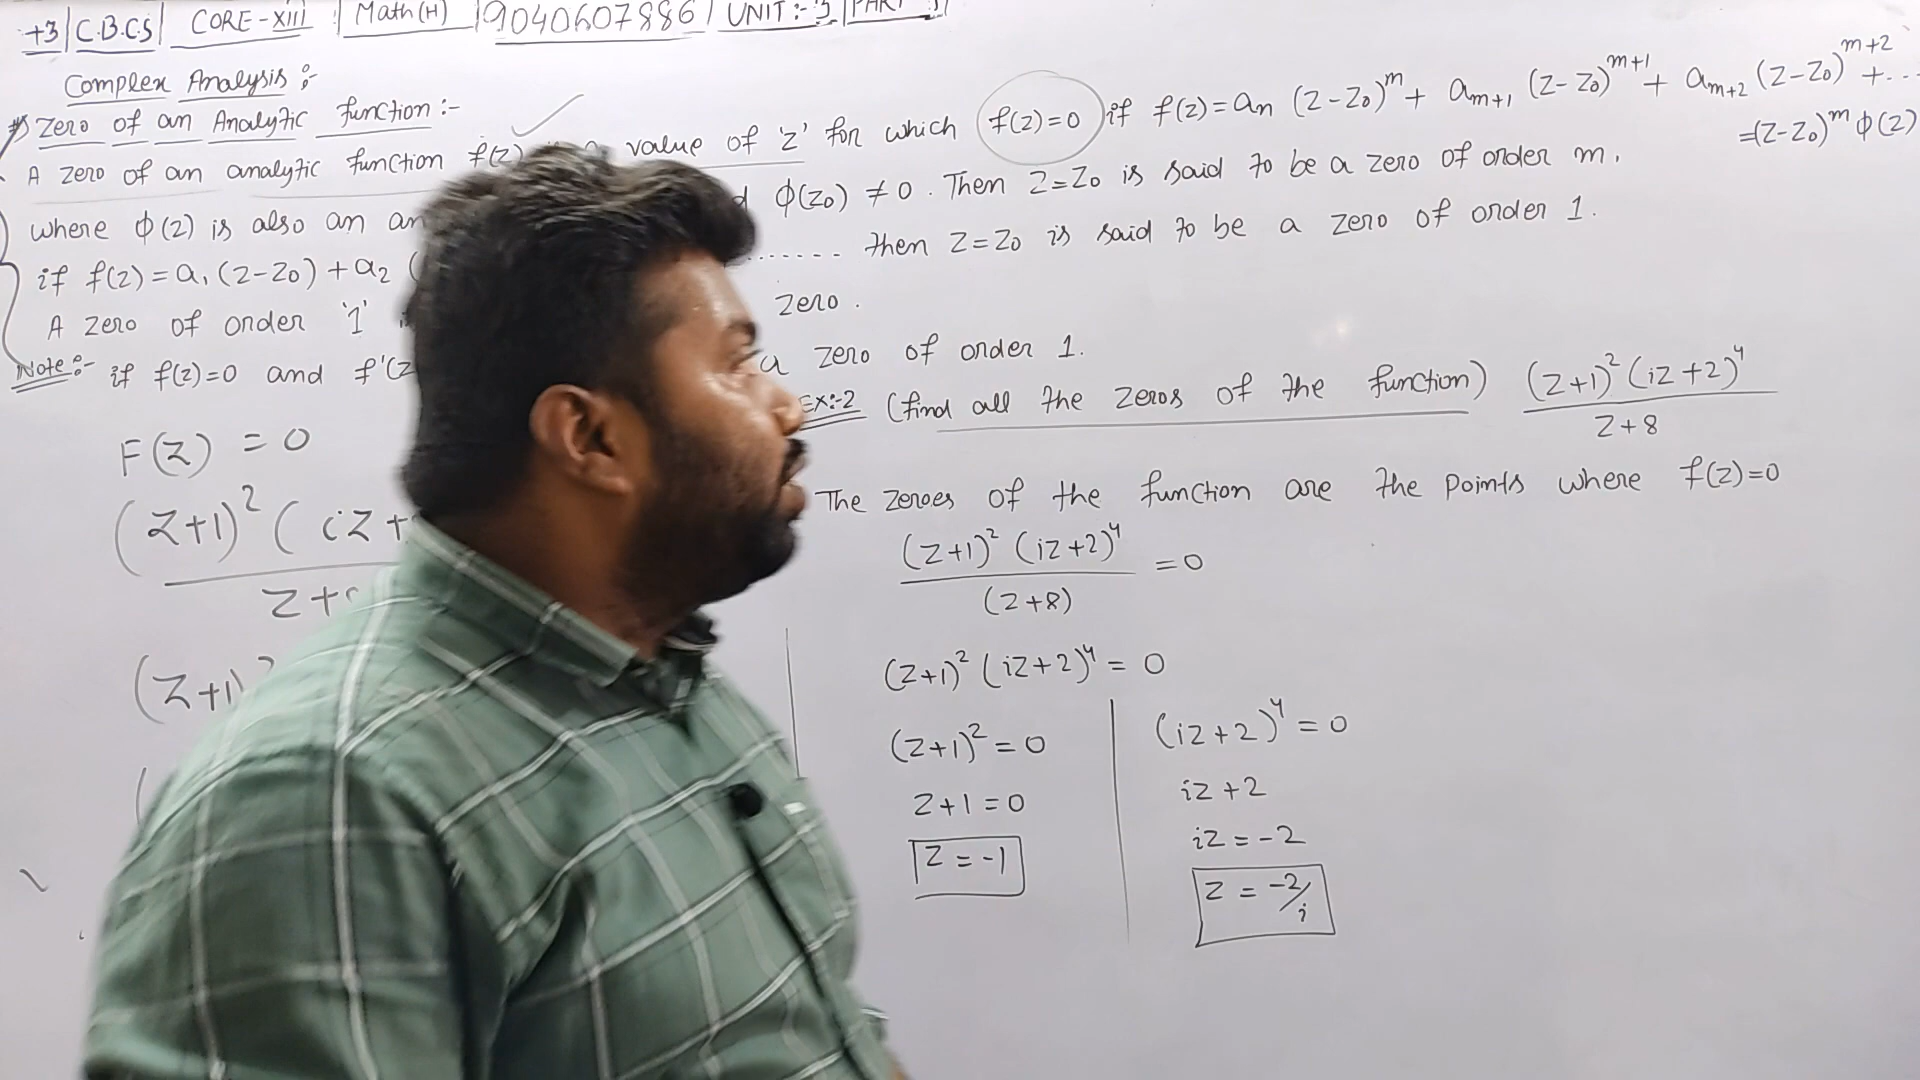 +3 | C.B.C.S | CORE-XIII | Math (H) | 9040607886 | UNIT:-
Complex Analysis :-
Zero of an Analytic function :-
A zero of an analytic function f(z) value of 'z' for which f(z)=0 if f(z) = an (z-z₀)^m + a_{m+1} (z-z₀)^{m+1} + a_{m+2} (z-z₀)^{m+2} + ...
=(z-z₀)^m φ(z)
where φ(z) is also an an φ(z₀) ≠ 0 . Then z=z₀ is said to be a zero of order m.
if f(z) = a₁ (z-z₀) + a₂ ( ....... then z=z₀ is said to be a zero of order 1.
A zero of order '1' zero .
Note:- if f(z)=0 and f'(z a zero of order 1.
F(z) = 0
(z+1)² ( iz +
z+
(z+1)
(
Ex:-2 (find all the zeros of the function) (z+1)² (iz+2)⁴ / z+8
The zeroes of the function are the points where f(z)=0
(z+1)² (iz+2)⁴ / (z+8) = 0
(z+1)² (iz+2)⁴ = 0
(z+1)² = 0
z+1 = 0
z = -1
(iz+2)⁴ = 0
iz+2
iz = -2
z = -2/i